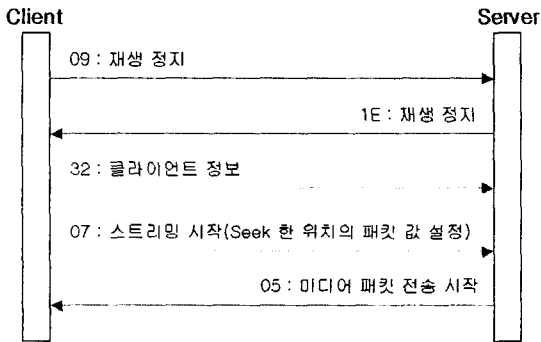 Client
Server
09 : 재생 정지
1E : 재생 정지
32 : 클라이언트 정보
07 : 스트리밍 시작(Seek 한 위치의 패킷 값 설정)
05 : 미디어 패킷 전송 시작